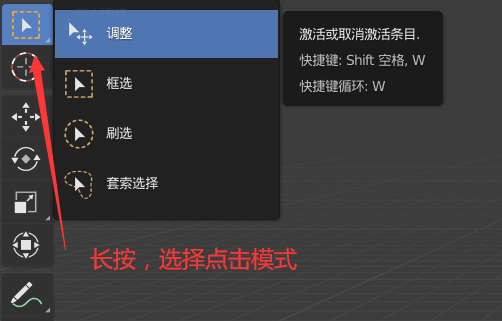 调整
框选
刷选
套索选择
激活或取消激活条目.
快捷键: Shift 空格, W
快捷键循环: W
长按，选择点击模式